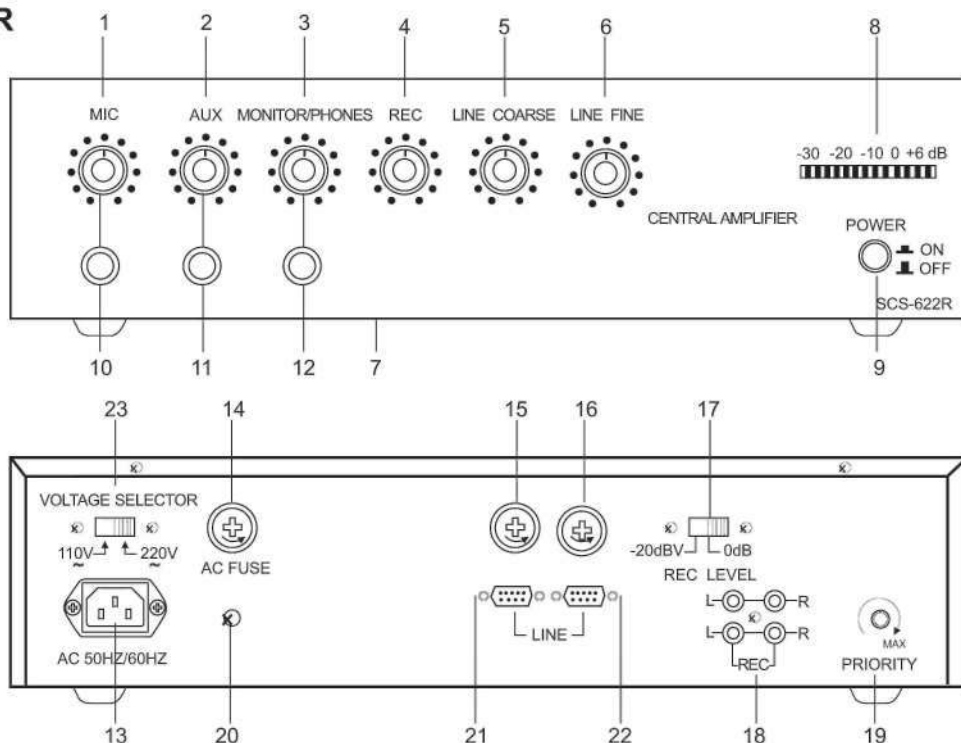 R
1 2 3 4 5 6 8
MIC AUX MONITOR/PHONES REC LINE COARSE LINE FINE
-30 -20 -10 0 +6 dB
CENTRAL AMPLIFIER
POWER
ON
OFF
SCS-622R
10 11 12 7 9
23 14 15 16 17
VOLTAGE SELECTOR
110V 220V
~ ~
AC FUSE
-20dBV 0dB
REC LEVEL
L R
LINE
L R
REC
MAX
AC 50HZ/60HZ
PRIORITY
13 20 21 22 18 19